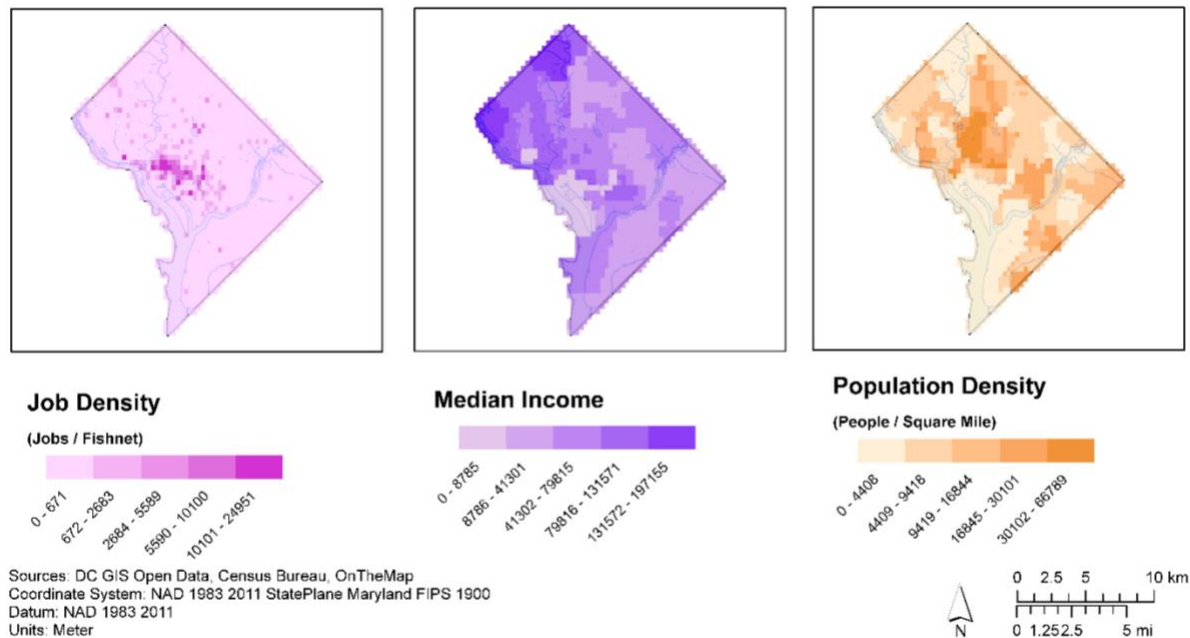 Job Density
(Jobs / Fishnet)
0 - 671
672 - 2683
2684 - 5589
5590 - 10100
10101 - 24951
Median Income
0 - 8785
8786 - 41301
41302 - 79815
79816 - 131571
131572 - 197155
Population Density
(People / Square Mile)
0 - 4408
4409 - 9418
9419 - 16844
16845 - 30101
30102 - 66789
Sources: DC GIS Open Data, Census Bureau, OnTheMap
Coordinate System: NAD 1983 2011 StatePlane Maryland FIPS 1900
Datum: NAD 1983 2011
Units: Meter
N
0 2.5 5 10 km
0 1.25 2.5 5 mi